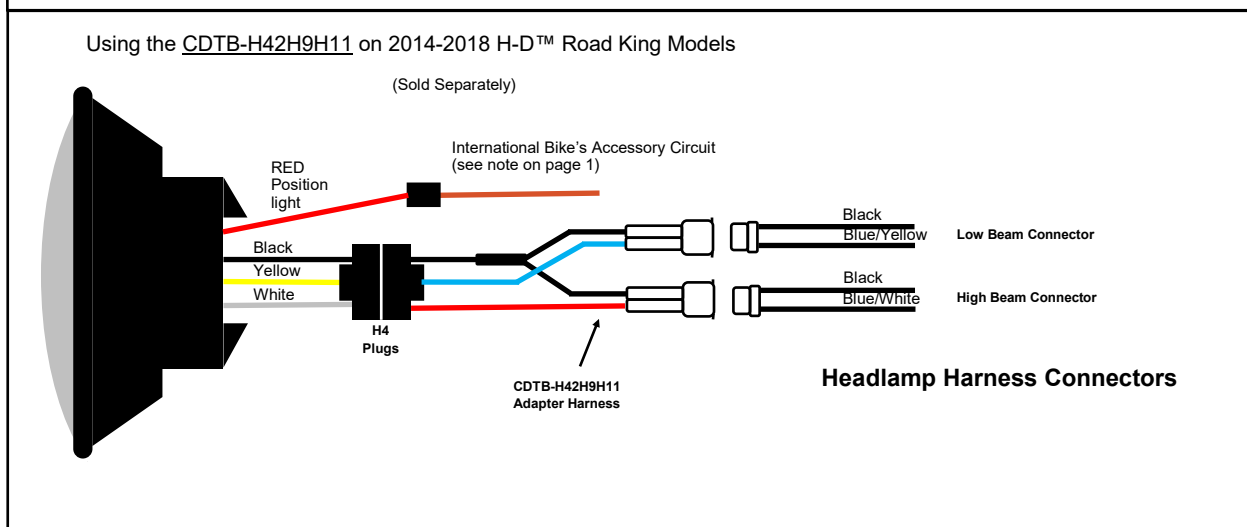 Using the CDTB-H42H9H11 on 2014-2018 H-D™ Road King Models
(Sold Separately)
International Bike's Accessory Circuit
(see note on page 1)
RED
Position
light
Black
Yellow
White
H4
Plugs
CDTB-H42H9H11
Adapter Harness
Black
Blue/Yellow
Low Beam Connector
Black
Blue/White
High Beam Connector
Headlamp Harness Connectors